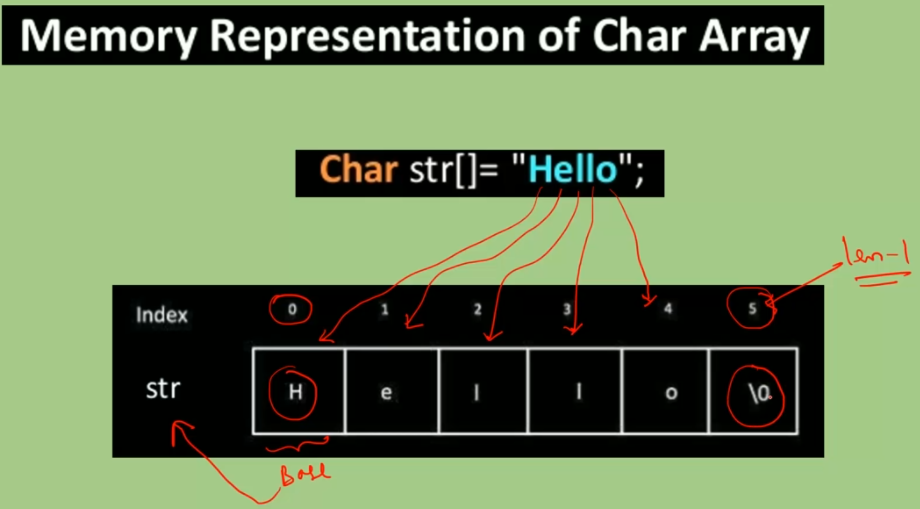 Memory Representation of Char Array
Char str[]= "Hello";
len-1
Index 0 1 2 3 4 5
str H e l l o \0
Base